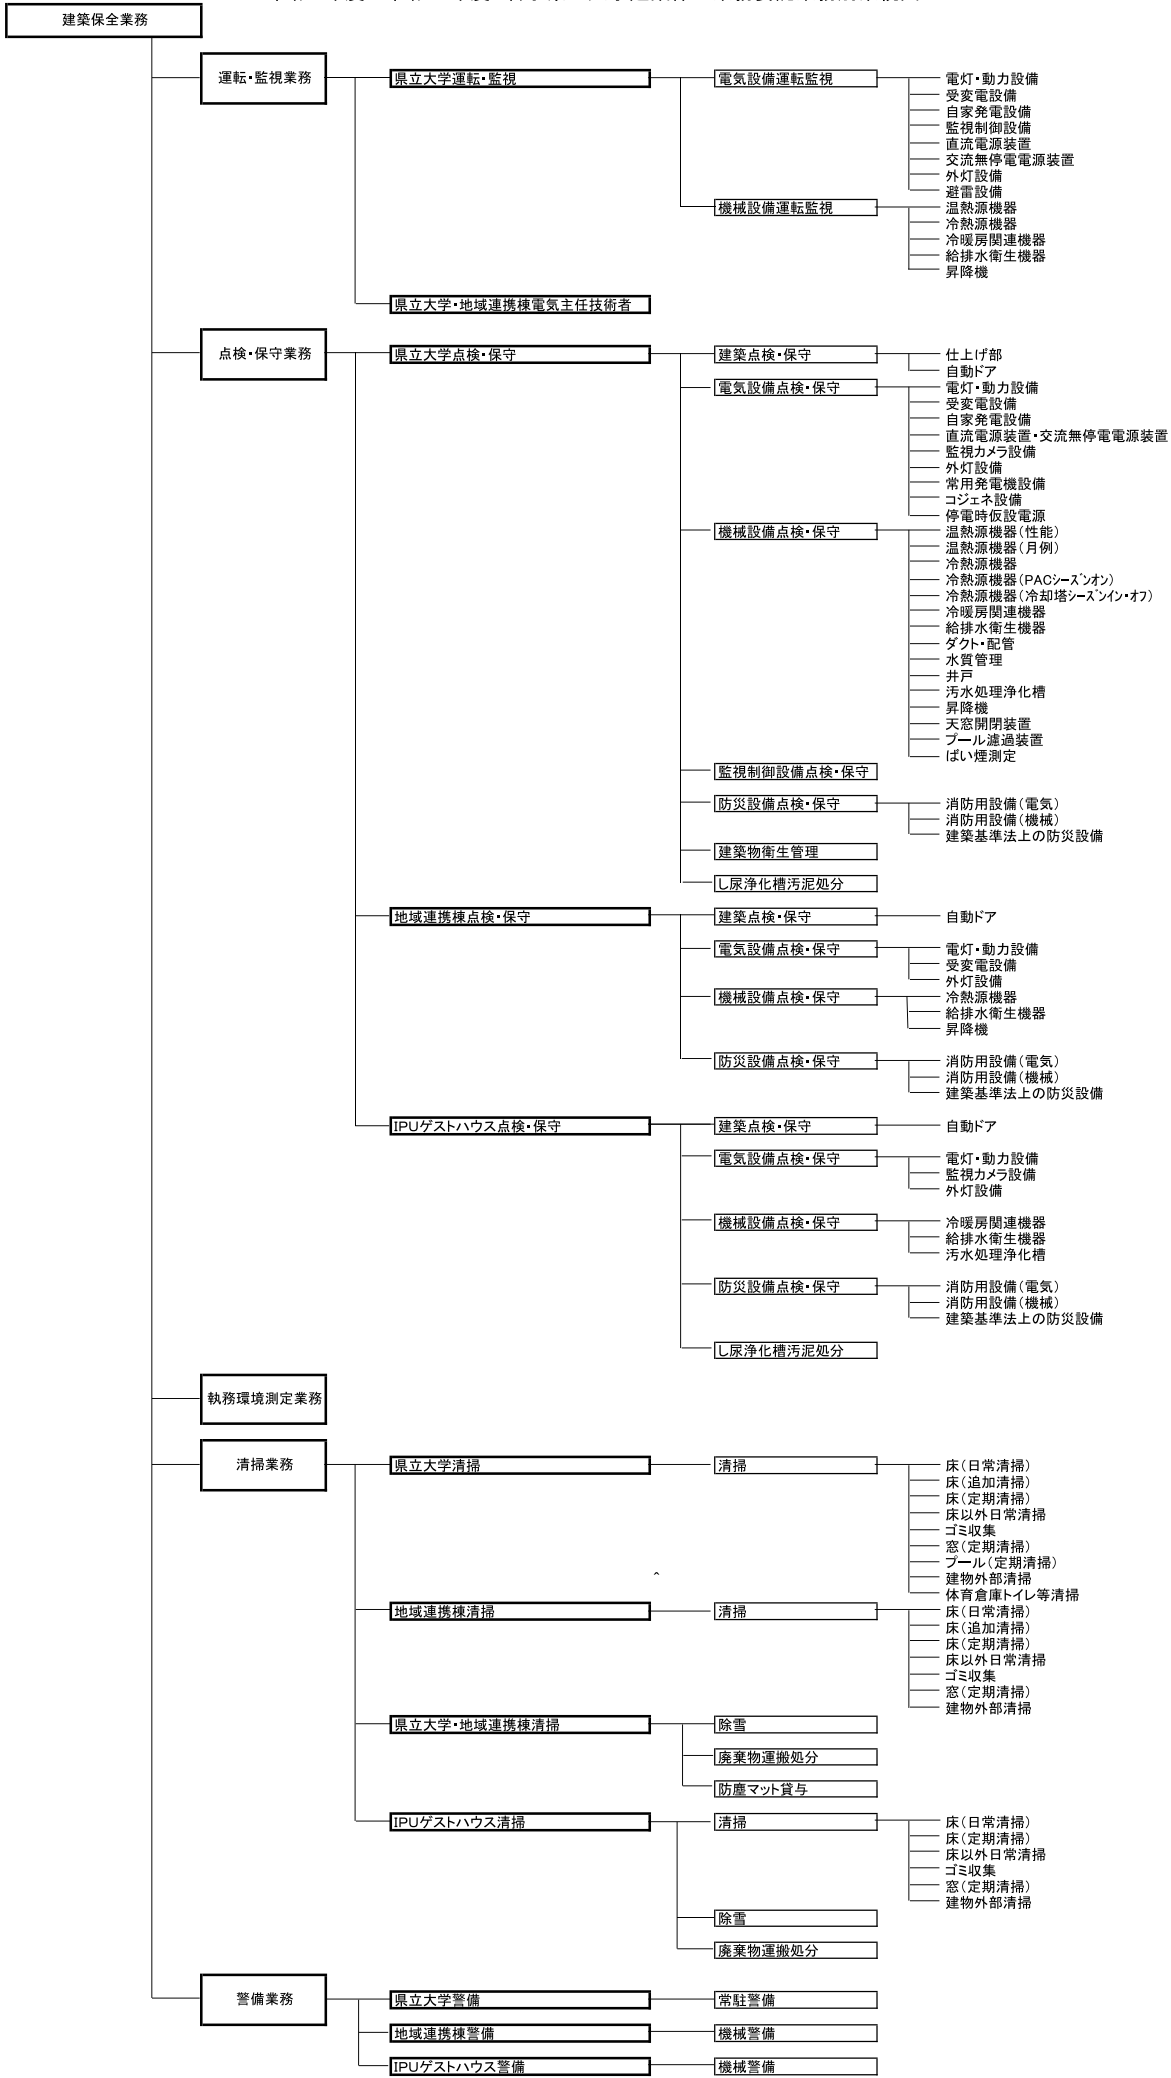 建築保全業務
運転・監視業務
県立大学運転・監視
電気設備運転監視
電灯・動力設備
受変電設備
自家発電設備
監視制御設備
直流電源装置
交流無停電電源装置
外灯設備
避雷設備
機械設備運転監視
温熱源機器
冷熱源機器
冷暖房関連機器
給排水衛生機器
昇降機
県立大学・地域連携棟電気主任技術者
点検・保守業務
県立大学点検・保守
建築点検・保守
仕上げ部
自動ドア
電気設備点検・保守
電灯・動力設備
受変電設備
自家発電設備
直流電源装置・交流無停電電源装置
監視カメラ設備
外灯設備
常用発電機設備
コジェネ設備
停電時仮設電源
機械設備点検・保守
温熱源機器(性能)
温熱源機器(月例)
冷熱源機器
冷熱源機器(PACシーズンオン)
冷熱源機器(冷却塔シーズンイン・オフ)
冷暖房関連機器
給排水衛生機器
ダクト・配管
水質管理
井戸
汚水処理浄化槽
昇降機
天窓開閉装置
プール濾過装置
ばい煙測定
監視制御設備点検・保守
防災設備点検・保守
消防用設備(電気)
消防用設備(機械)
建築基準法上の防災設備
建築物衛生管理
し尿浄化槽汚泥処分
地域連携棟点検・保守
建築点検・保守
自動ドア
電気設備点検・保守
電灯・動力設備
受変電設備
外灯設備
機械設備点検・保守
冷熱源機器
給排水衛生機器
昇降機
防災設備点検・保守
消防用設備(電気)
消防用設備(機械)
建築基準法上の防災設備
IPUゲストハウス点検・保守
建築点検・保守
自動ドア
電気設備点検・保守
電灯・動力設備
監視カメラ設備
外灯設備
機械設備点検・保守
冷暖房関連機器
給排水衛生機器
汚水処理浄化槽
防災設備点検・保守
消防用設備(電気)
消防用設備(機械)
建築基準法上の防災設備
し尿浄化槽汚泥処分
執務環境測定業務
清掃業務
県立大学清掃
清掃
床(日常清掃)
床(追加清掃)
床(定期清掃)
床以外日常清掃
ゴミ収集
窓(定期清掃)
プール(定期清掃)
建物外部清掃
体育倉庫トイレ等清掃
^
地域連携棟清掃
清掃
床(日常清掃)
床(追加清掃)
床(定期清掃)
床以外日常清掃
ゴミ収集
窓(定期清掃)
建物外部清掃
県立大学・地域連携棟清掃
除雪
廃棄物運搬処分
防塵マット貸与
IPUゲストハウス清掃
清掃
床(日常清掃)
床(定期清掃)
床以外日常清掃
ゴミ収集
窓(定期清掃)
建物外部清掃
除雪
廃棄物運搬処分
警備業務
県立大学警備
常駐警備
地域連携棟警備
機械警備
IPUゲストハウス警備
機械警備